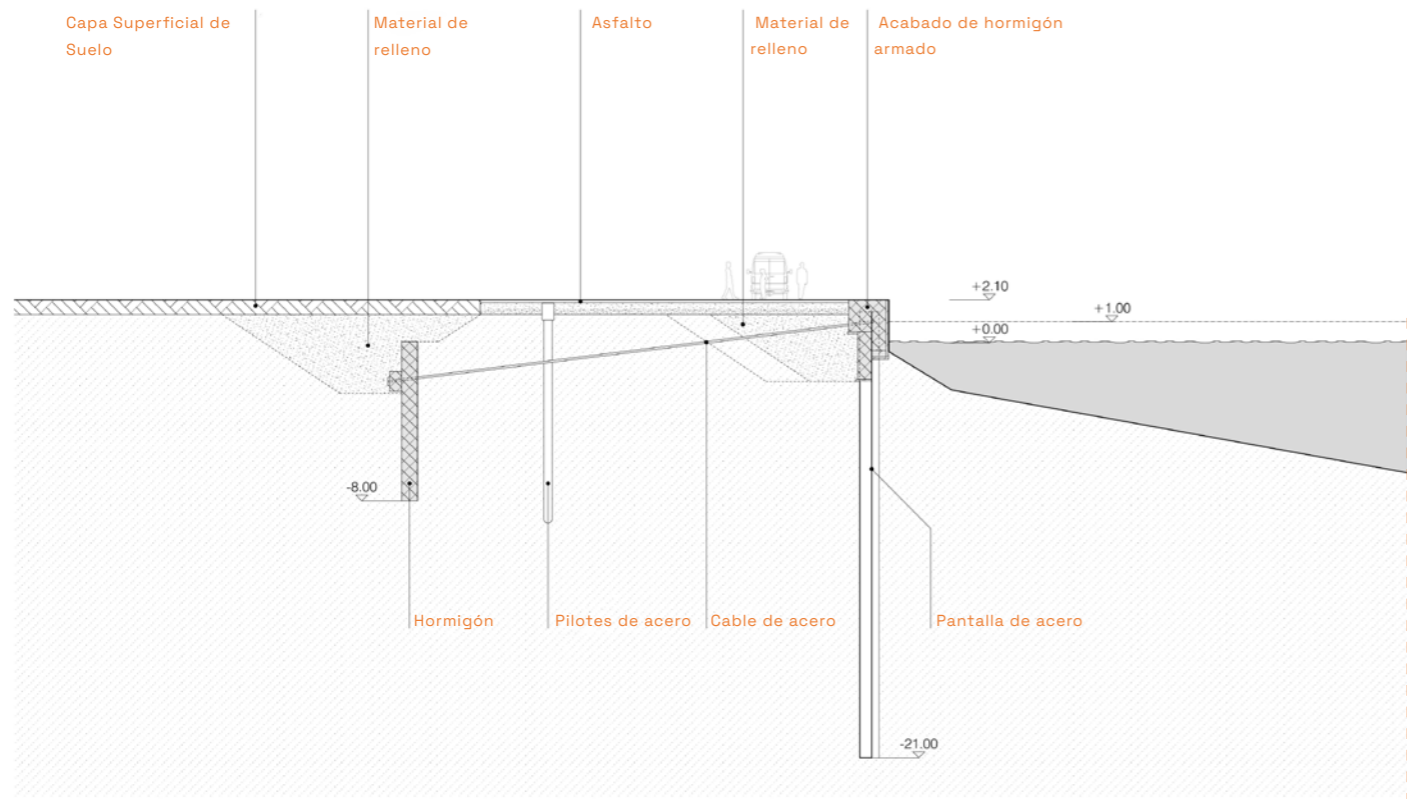 Capa Superficial de
Suelo
Material de
relleno
Asfalto
Material de
relleno
Acabado de hormigón
armado
+2.10
+1.00
+0.00
-8.00
Hormigón
Pilotes de acero
Cable de acero
Pantalla de acero
-21.00